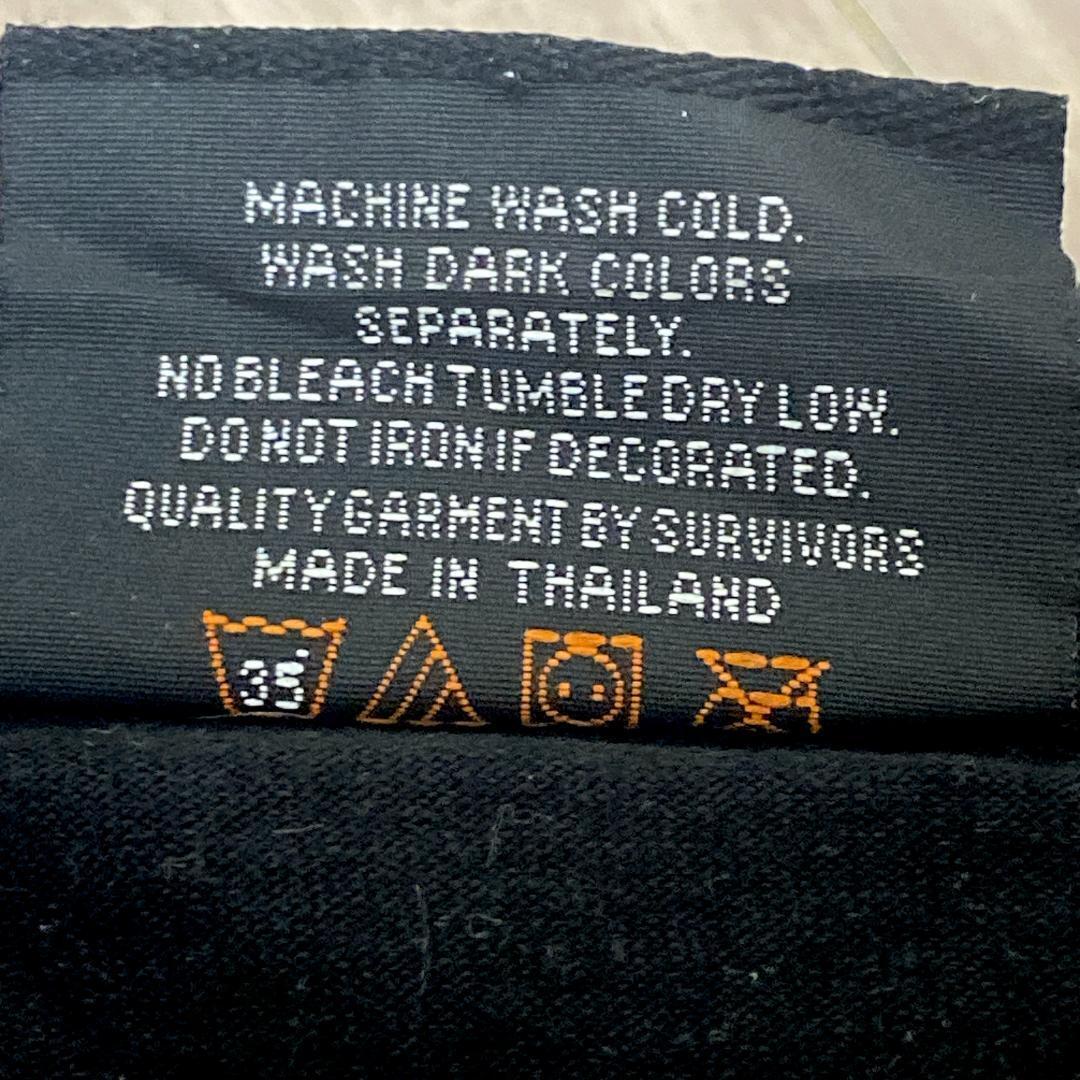 MACHINE WASH COLD.
WASH DARK COLORS
SEPARATELY.
NO BLEACH TUMBLE DRY LOW.
DO NOT IRON IF DECORATED.
QUALITY GARMENT BY SURVIVORS
MADE IN THAILAND
35°